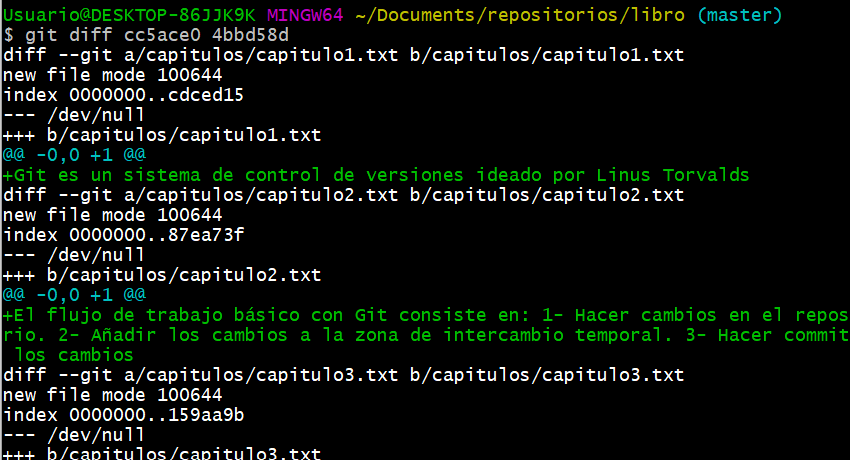 Usuario@DESKTOP-86JJK9K MINGW64 ~/Documents/repositorios/libro (master)
$ git diff cc5ace0 4bbd58d
diff --git a/capitulos/capitulo1.txt b/capitulos/capitulo1.txt
new file mode 100644
index 0000000..cdced15
--- /dev/null
+++ b/capitulos/capitulo1.txt
@@ -0,0 +1 @@
+Git es un sistema de control de versiones ideado por Linus Torvalds
diff --git a/capitulos/capitulo2.txt b/capitulos/capitulo2.txt
new file mode 100644
index 0000000..87ea73f
--- /dev/null
+++ b/capitulos/capitulo2.txt
@@ -0,0 +1 @@
+El flujo de trabajo básico con Git consiste en: 1- Hacer cambios en el repos
rio. 2- Añadir los cambios a la zona de intercambio temporal. 3- Hacer commit
 los cambios
diff --git a/capitulos/capitulo3.txt b/capitulos/capitulo3.txt
new file mode 100644
index 0000000..159aa9b
--- /dev/null
+++ b/capitulos/capitulo3.txt